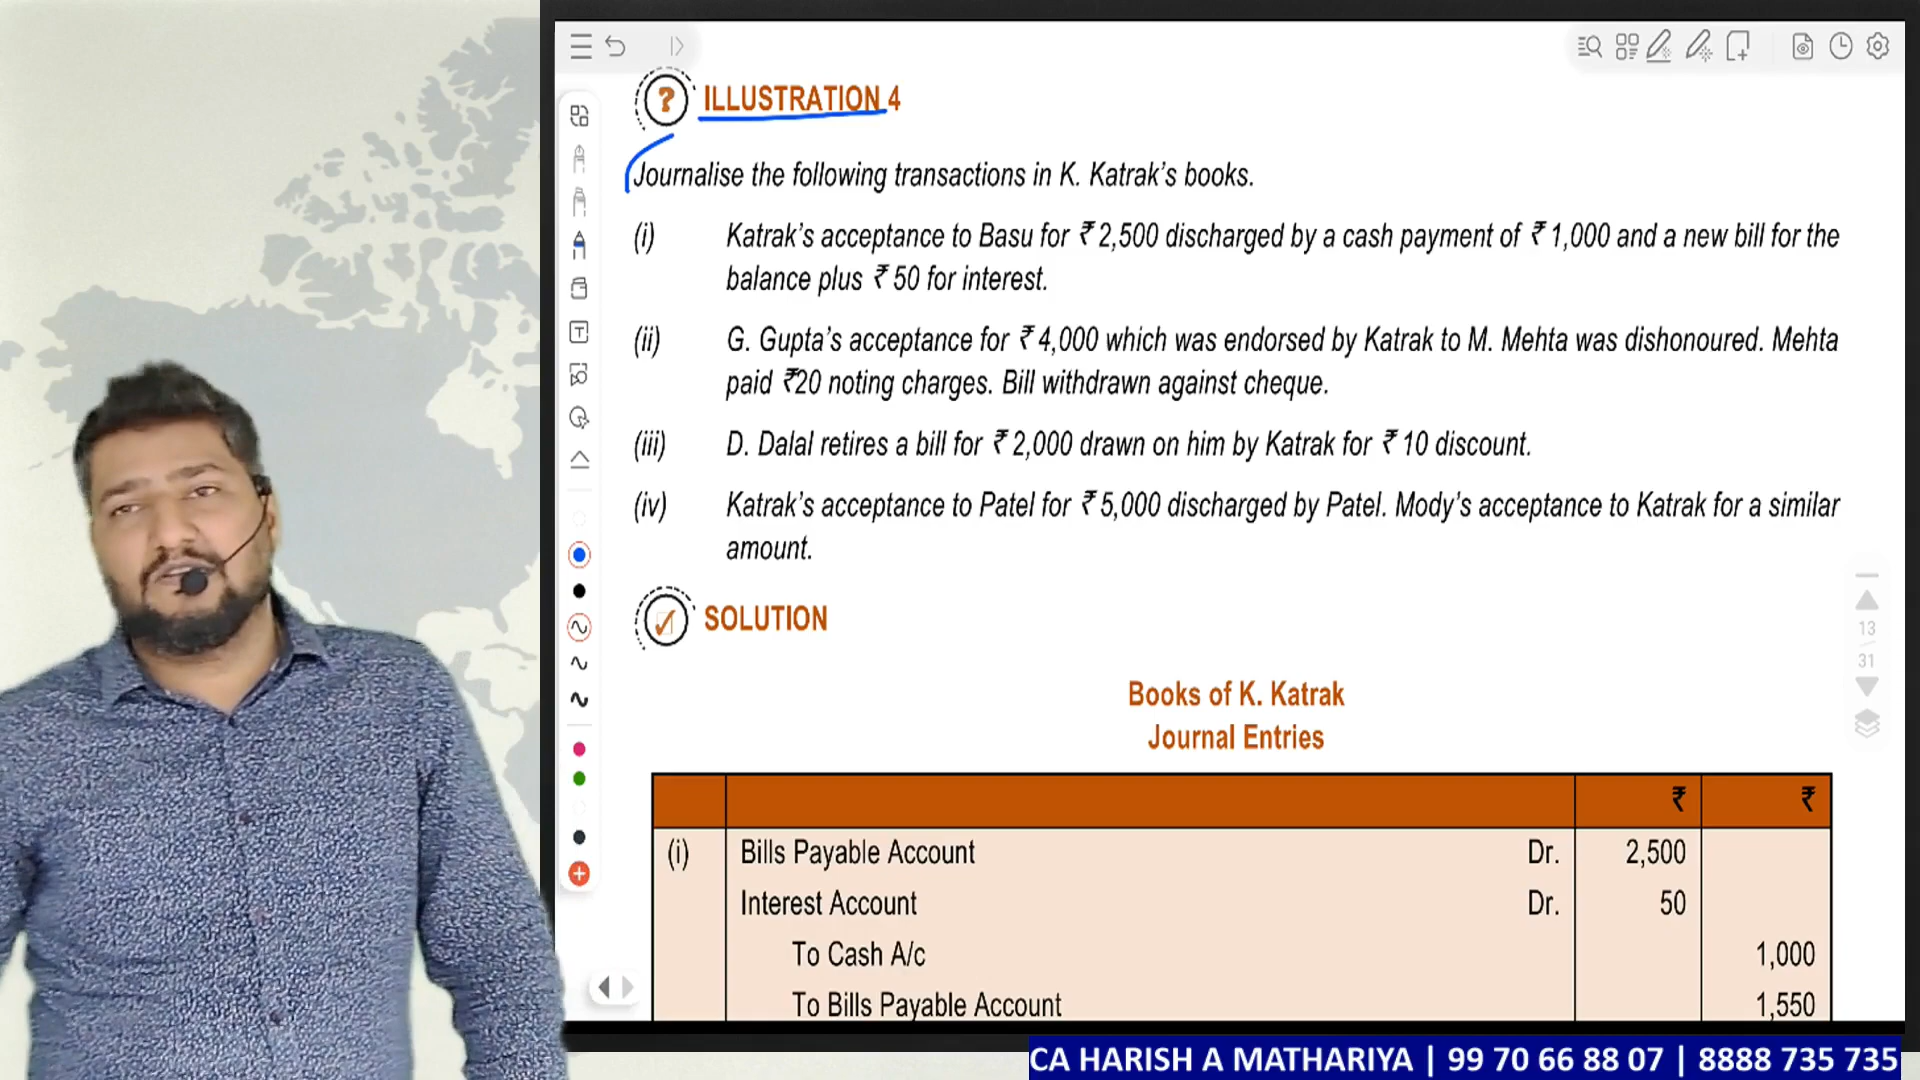 ILLUSTRATION 4
Journalise the following transactions in K. Katrak's books.
(i) Katrak's acceptance to Basu for ₹ 2,500 discharged by a cash payment of ₹ 1,000 and a new bill for the
balance plus ₹ 50 for interest.
(ii) G. Gupta's acceptance for ₹ 4,000 which was endorsed by Katrak to M. Mehta was dishonoured. Mehta
paid ₹20 noting charges. Bill withdrawn against cheque.
(iii) D. Dalal retires a bill for ₹ 2,000 drawn on him by Katrak for ₹ 10 discount.
(iv) Katrak's acceptance to Patel for ₹ 5,000 discharged by Patel. Mody's acceptance to Katrak for a similar
amount.
13
31
SOLUTION
Books of K. Katrak
Journal Entries
₹ ₹
(i) Bills Payable Account Dr. 2,500
Interest Account Dr. 50
To Cash A/c 1,000
To Bills Payable Account 1,550
CA HARISH A MATHARIYA | 99 70 66 88 07 | 8888 735 735